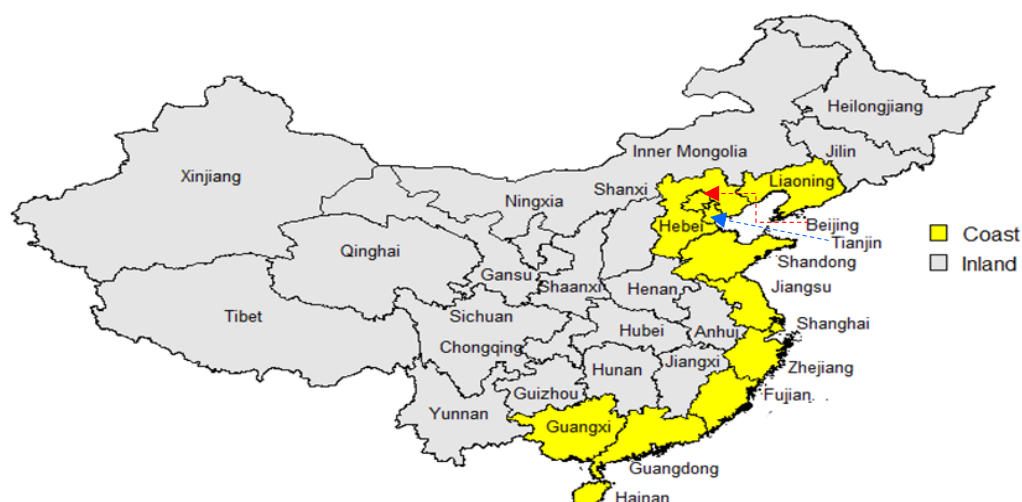 Heilongjiang
Inner Mongolia
Jilin
Xinjiang
Shanxi
Liaoning
Ningxia
Hebei
Beijing
Coast
Tianjin
Qinghai
Shandong
Inland
Gansu
Shaanxi
Henan
Jiangsu
Tibet
Sichuan
Hubei
Anhui
Shanghai
Chongqing
Jiangxi
Zhejiang
Hunan
Guizhou
Fujian
Yunnan
Guangxi
Guangdong
Hainan